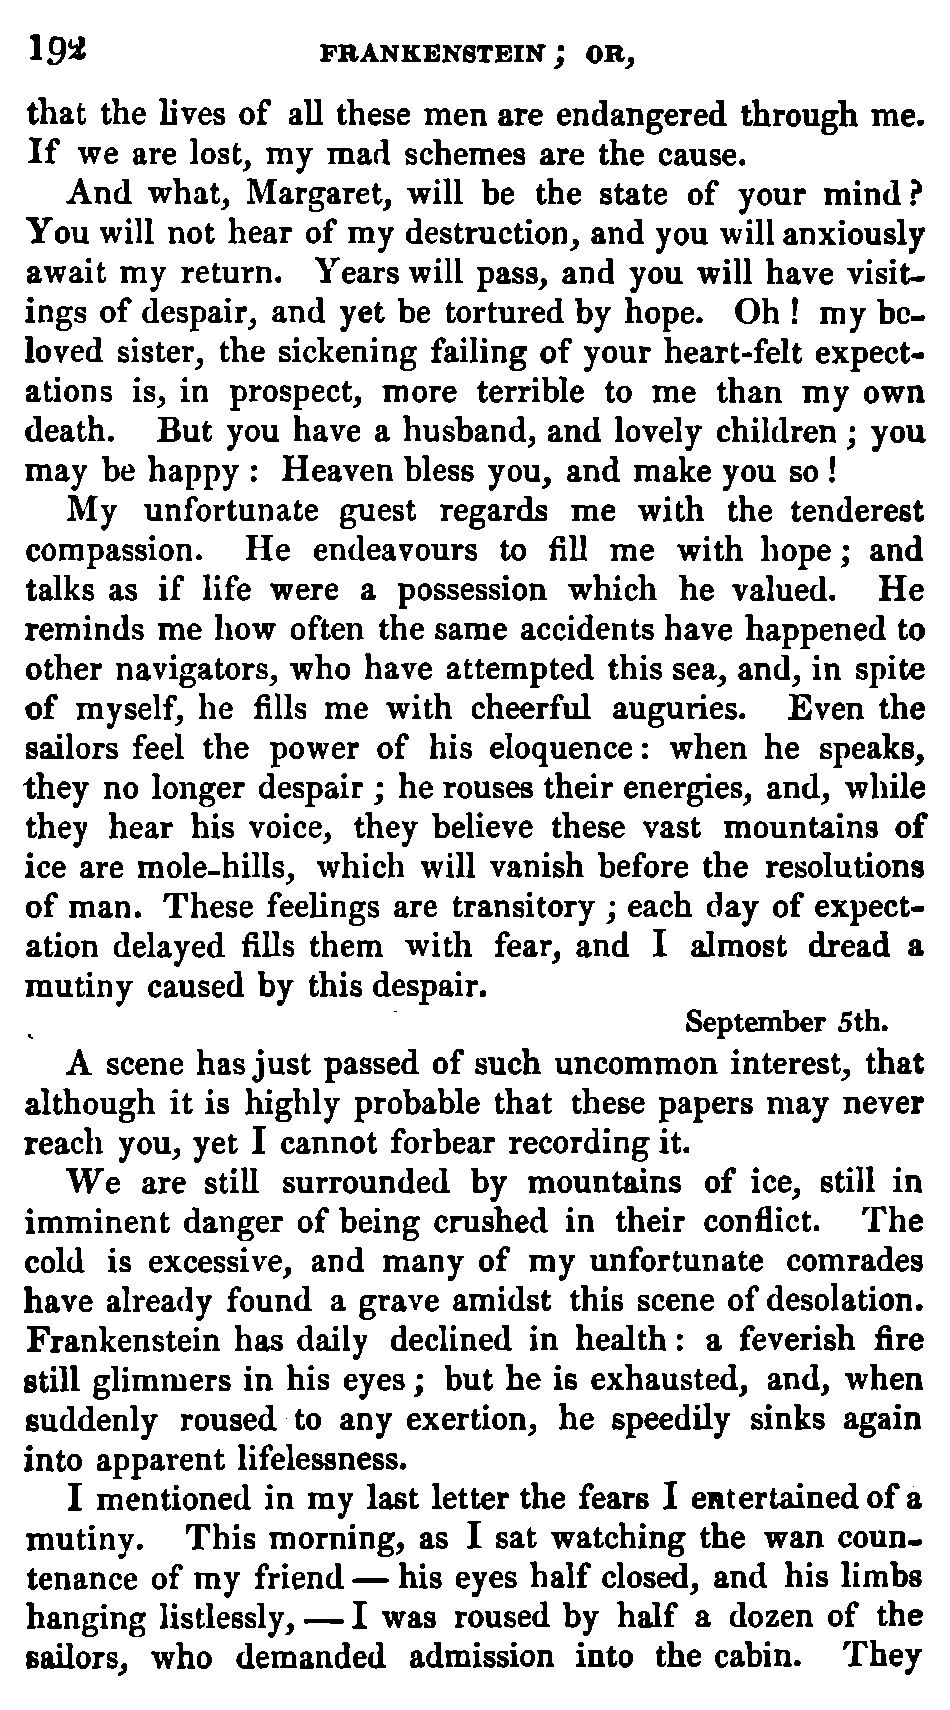 192 FRANKENSTEIN; OR,
that the lives of all these men are endangered through me.
If we are lost, my mad schemes are the cause.
And what, Margaret, will be the state of your mind?
You will not hear of my destruction, and you will anxiously
await my return. Years will pass, and you will have visit-
ings of despair, and yet be tortured by hope. Oh! my be-
loved sister, the sickening failing of your heart-felt expect-
ations is, in prospect, more terrible to me than my own
death. But you have a husband, and lovely children; you
may be happy: Heaven bless you, and make you so!
My unfortunate guest regards me with the tenderest
compassion. He endeavours to fill me with hope; and
talks as if life were a possession which he valued. He
reminds me how often the same accidents have happened to
other navigators, who have attempted this sea, and, in spite
of myself, he fills me with cheerful auguries. Even the
sailors feel the power of his eloquence: when he speaks,
they no longer despair; he rouses their energies, and, while
they hear his voice, they believe these vast mountains of
ice are mole-hills, which will vanish before the resolutions
of man. These feelings are transitory; each day of expect-
ation delayed fills them with fear, and I almost dread a
mutiny caused by this despair.
September 5th.
A scene has just passed of such uncommon interest, that
although it is highly probable that these papers may never
reach you, yet I cannot forbear recording it.
We are still surrounded by mountains of ice, still in
imminent danger of being crushed in their conflict. The
cold is excessive, and many of my unfortunate comrades
have already found a grave amidst this scene of desolation.
Frankenstein has daily declined in health: a feverish fire
still glimmers in his eyes; but he is exhausted, and, when
suddenly roused to any exertion, he speedily sinks again
into apparent lifelessness.
I mentioned in my last letter the fears I entertained of a
mutiny. This morning, as I sat watching the wan coun-
tenance of my friend — his eyes half closed, and his limbs
hanging listlessly, — I was roused by half a dozen of the
sailors, who demanded admission into the cabin. They